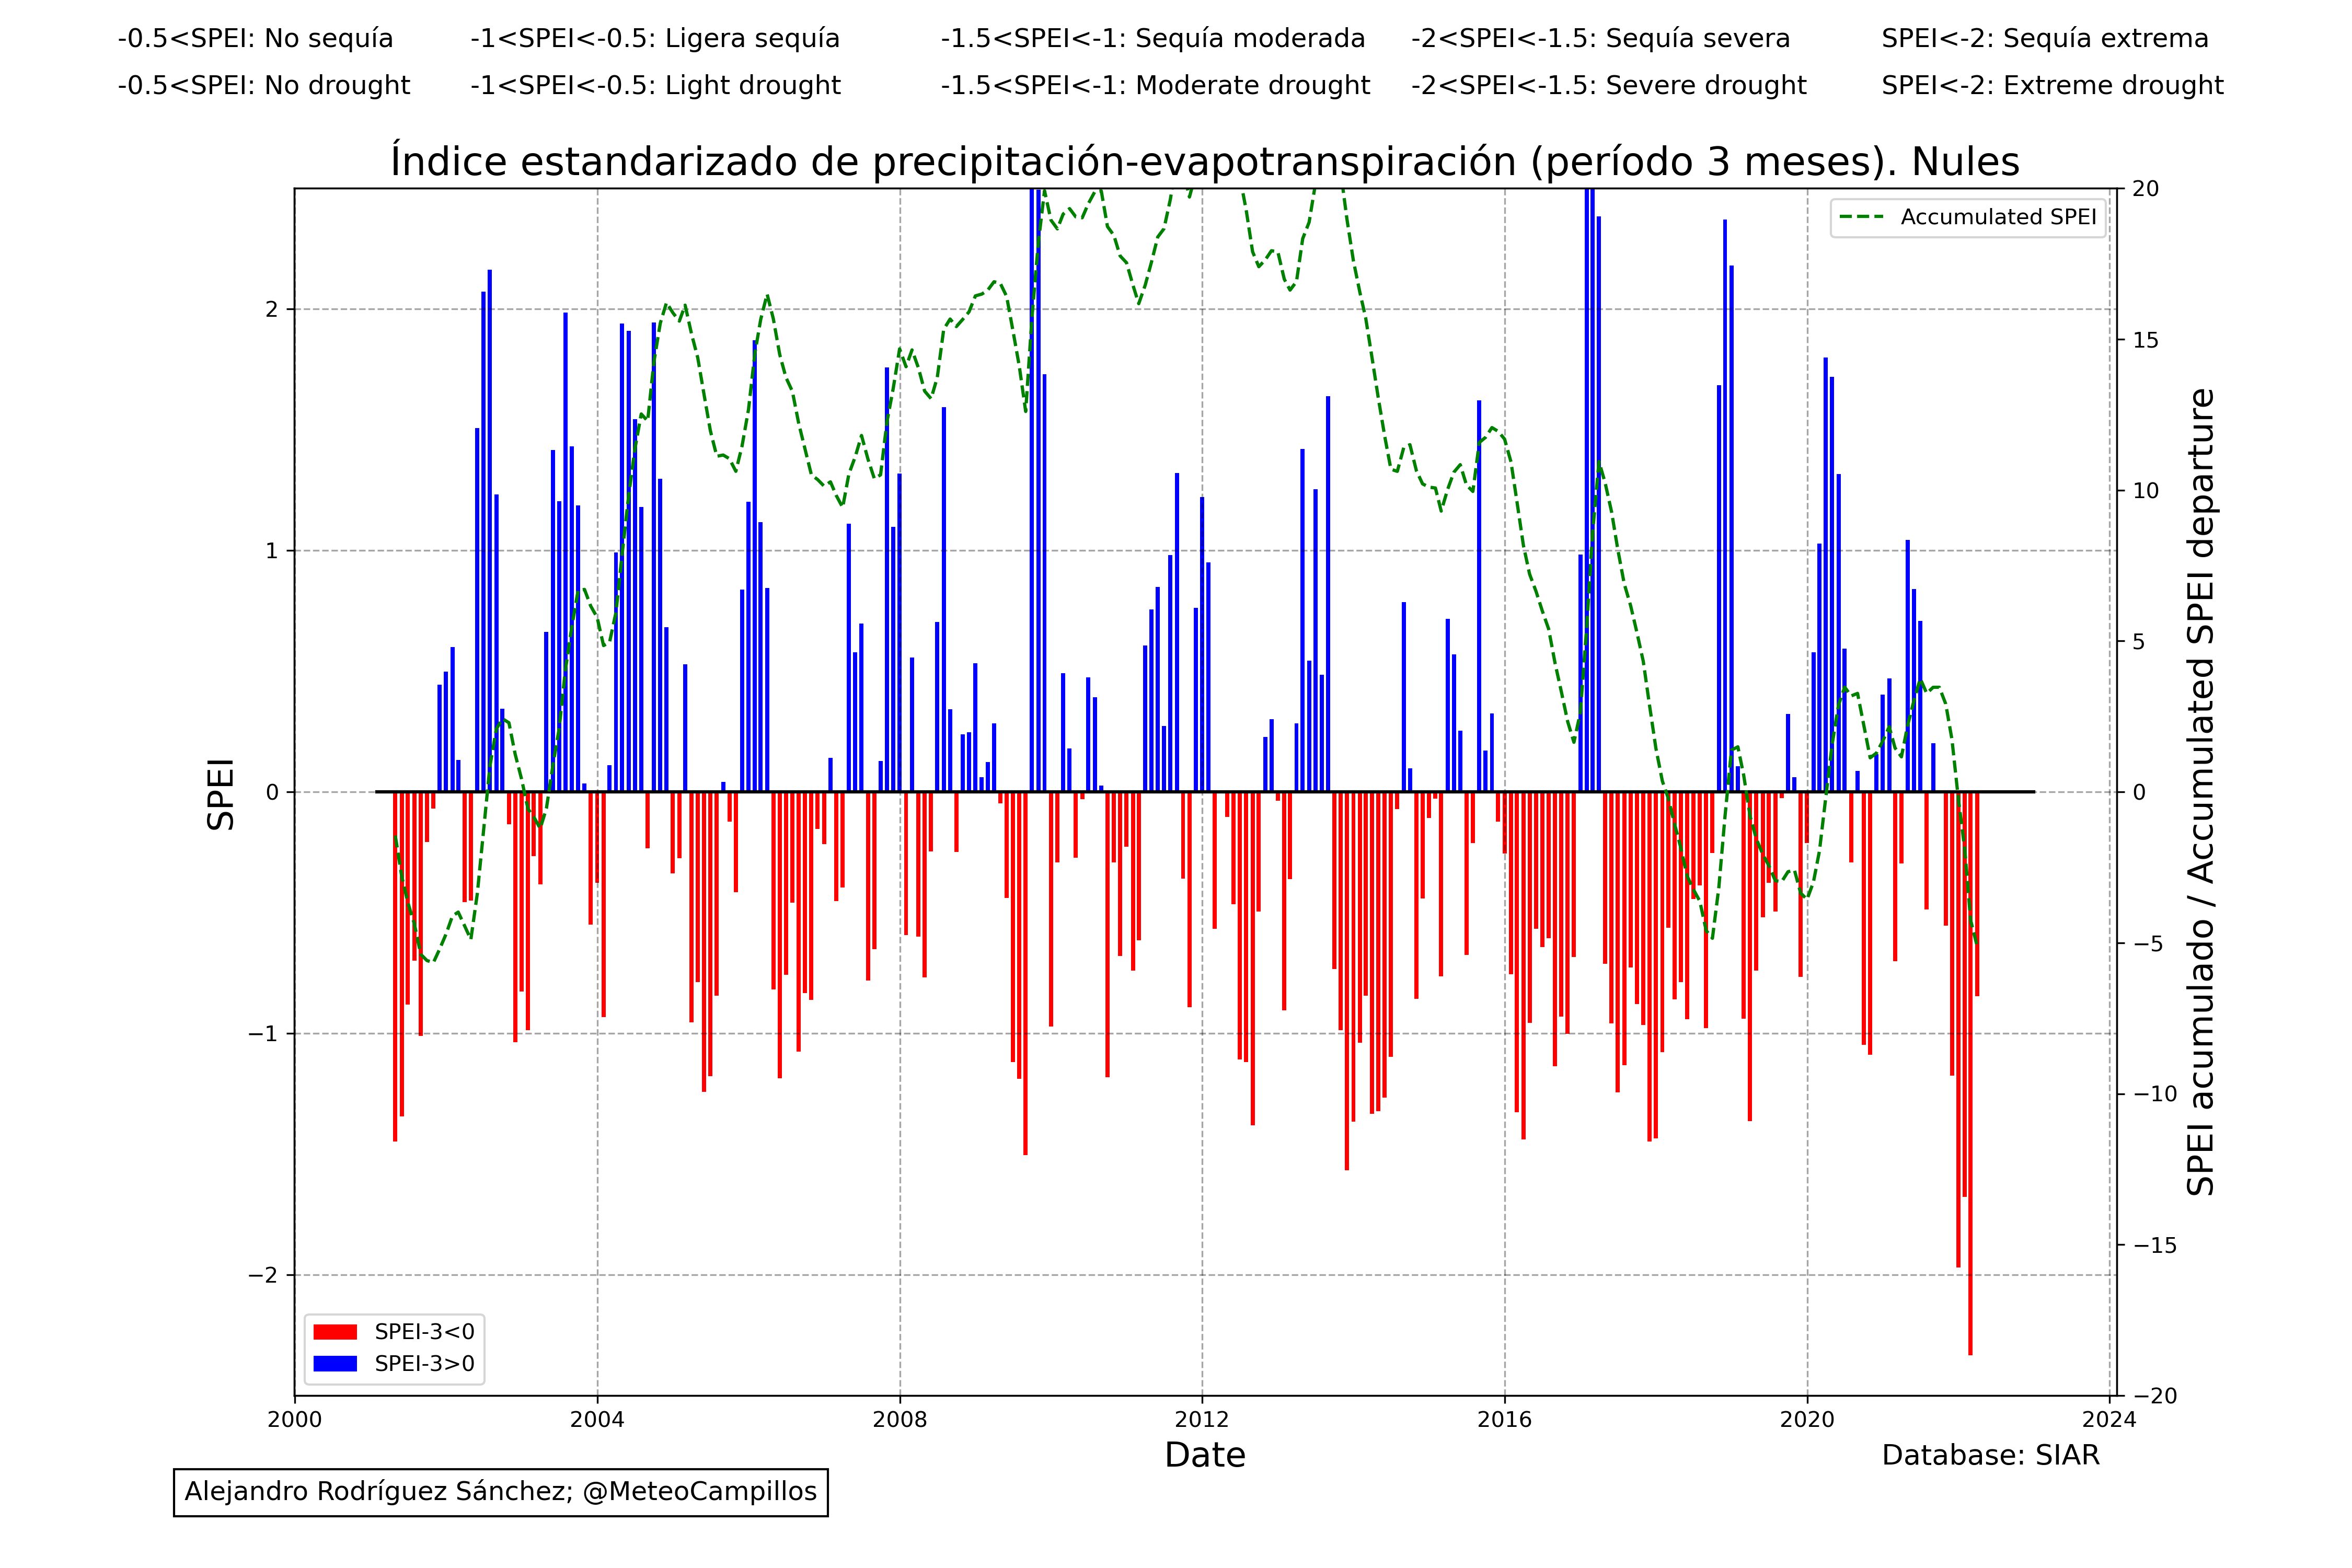 -0.5<SPEI: No sequía -1<SPEI<-0.5: Ligera sequía -1.5<SPEI<-1: Sequía moderada -2<SPEI<-1.5: Sequía severa SPEI<-2: Sequía extrema
-0.5<SPEI: No drought -1<SPEI<-0.5: Light drought -1.5<SPEI<-1: Moderate drought -2<SPEI<-1.5: Severe drought SPEI<-2: Extreme drought
Índice estandarizado de precipitación-evapotranspiración (período 3 meses). Nules
SPEI
2
1
0
−1
−2
Accumulated SPEI
20
15
10
5
0
−5
−10
−15
−20
SPEI acumulado / Accumulated SPEI departure
SPEI-3<0
SPEI-3>0
2000 2004 2008 2012 2016 2020 2024
Date
Database: SIAR
Alejandro Rodríguez Sánchez; @MeteoCampillos